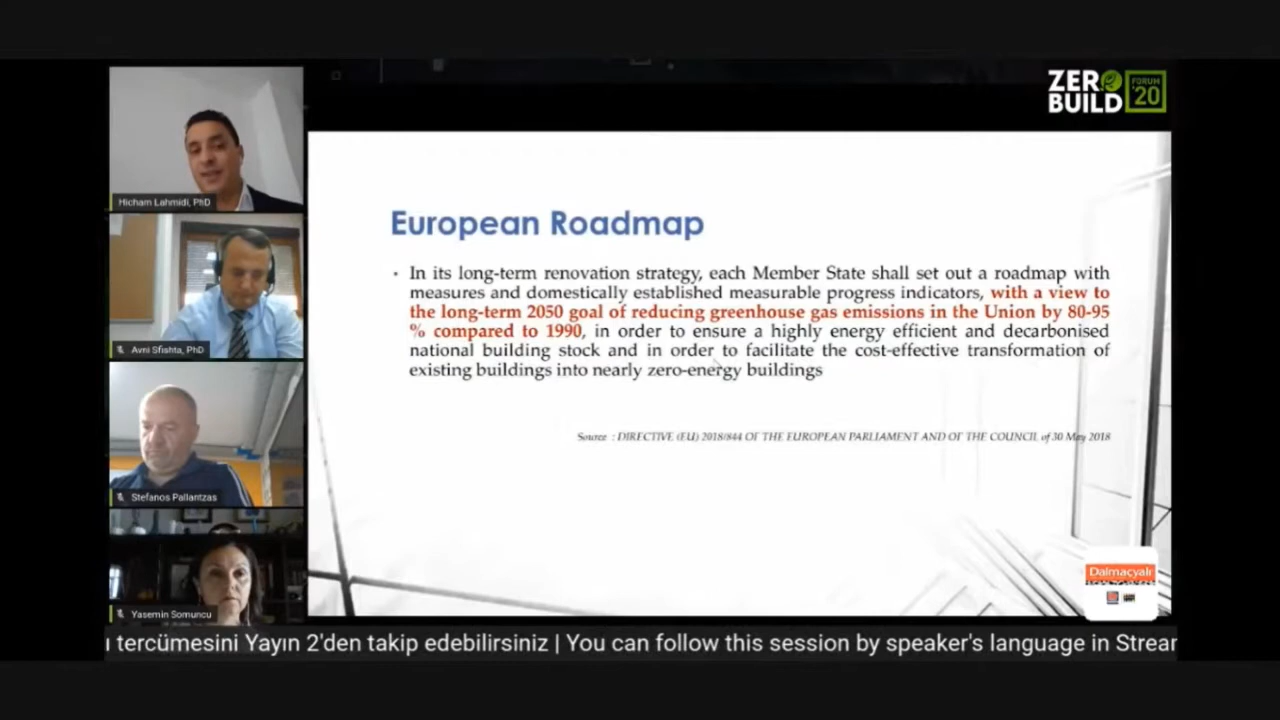 ZERO BUILD FORUM '20
Hicham Lahmidi, PhD
Avni Sfishta, PhD
Stefanos Pallantzas
Yasemin Somuncu
European Roadmap
• In its long-term renovation strategy, each Member State shall set out a roadmap with
measures and domestically established measurable progress indicators, with a view to
the long-term 2050 goal of reducing greenhouse gas emissions in the Union by 80-95
% compared to 1990, in order to ensure a highly energy efficient and decarbonised
national building stock and in order to facilitate the cost-effective transformation of
existing buildings into nearly zero-energy buildings
Source : DIRECTIVE (EU) 2018/844 OF THE EUROPEAN PARLIAMENT AND OF THE COUNCIL of 30 May 2018
Dalmaçyalı
ı tercümesini Yayın 2'den takip edebilirsiniz | You can follow this session by speaker's language in Strear